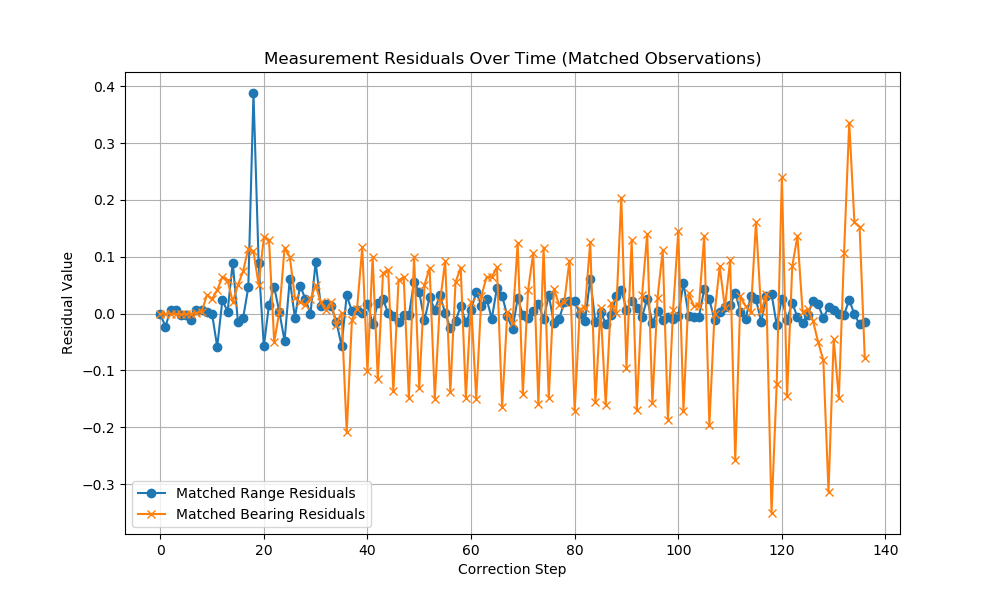 Measurement Residuals Over Time (Matched Observations)
Residual Value
0.4
0.3
0.2
0.1
0.0
−0.1
−0.2
−0.3
Matched Range Residuals
Matched Bearing Residuals
0 20 40 60 80 100 120 140
Correction Step